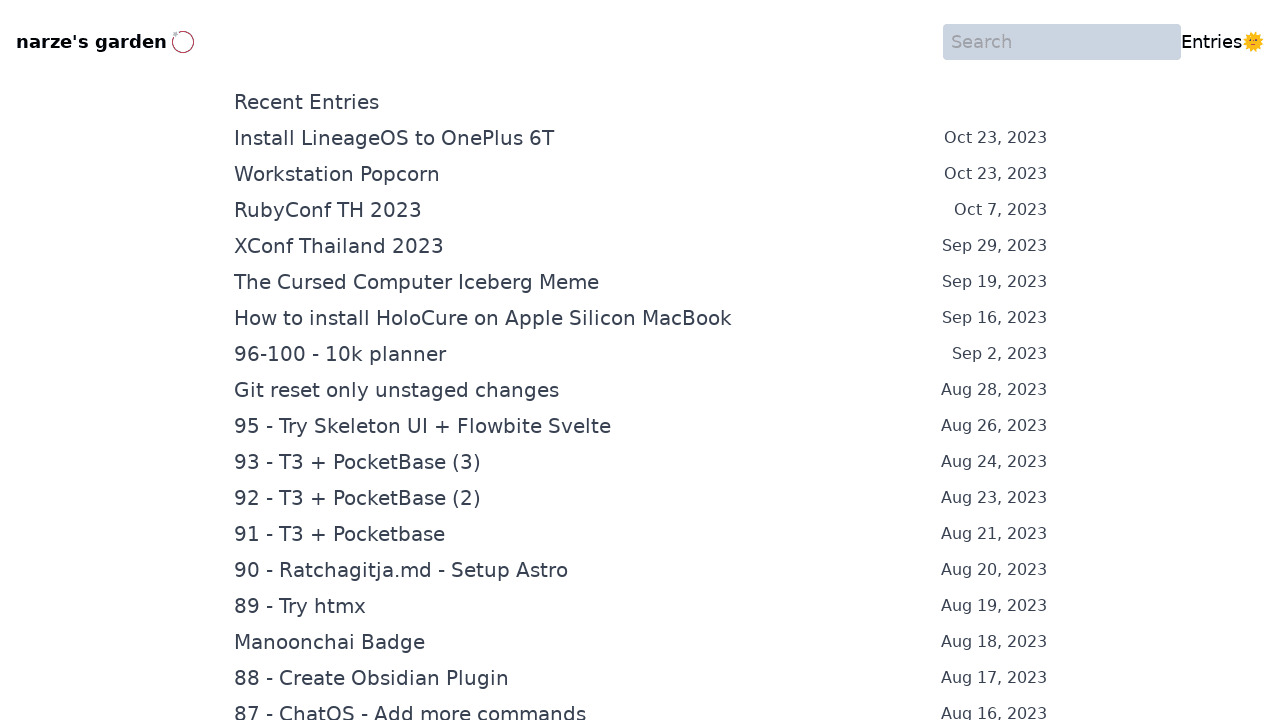 narze's garden
Search
Entries🌞
Recent Entries
Install LineageOS to OnePlus 6T Oct 23, 2023
Workstation Popcorn Oct 23, 2023
RubyConf TH 2023 Oct 7, 2023
XConf Thailand 2023 Sep 29, 2023
The Cursed Computer Iceberg Meme Sep 19, 2023
How to install HoloCure on Apple Silicon MacBook Sep 16, 2023
96-100 - 10k planner Sep 2, 2023
Git reset only unstaged changes Aug 28, 2023
95 - Try Skeleton UI + Flowbite Svelte Aug 26, 2023
93 - T3 + PocketBase (3) Aug 24, 2023
92 - T3 + PocketBase (2) Aug 23, 2023
91 - T3 + Pocketbase Aug 21, 2023
90 - Ratchagitja.md - Setup Astro Aug 20, 2023
89 - Try htmx Aug 19, 2023
Manoonchai Badge Aug 18, 2023
88 - Create Obsidian Plugin Aug 17, 2023
87 - ChatOS - Add more commands Aug 16, 2023